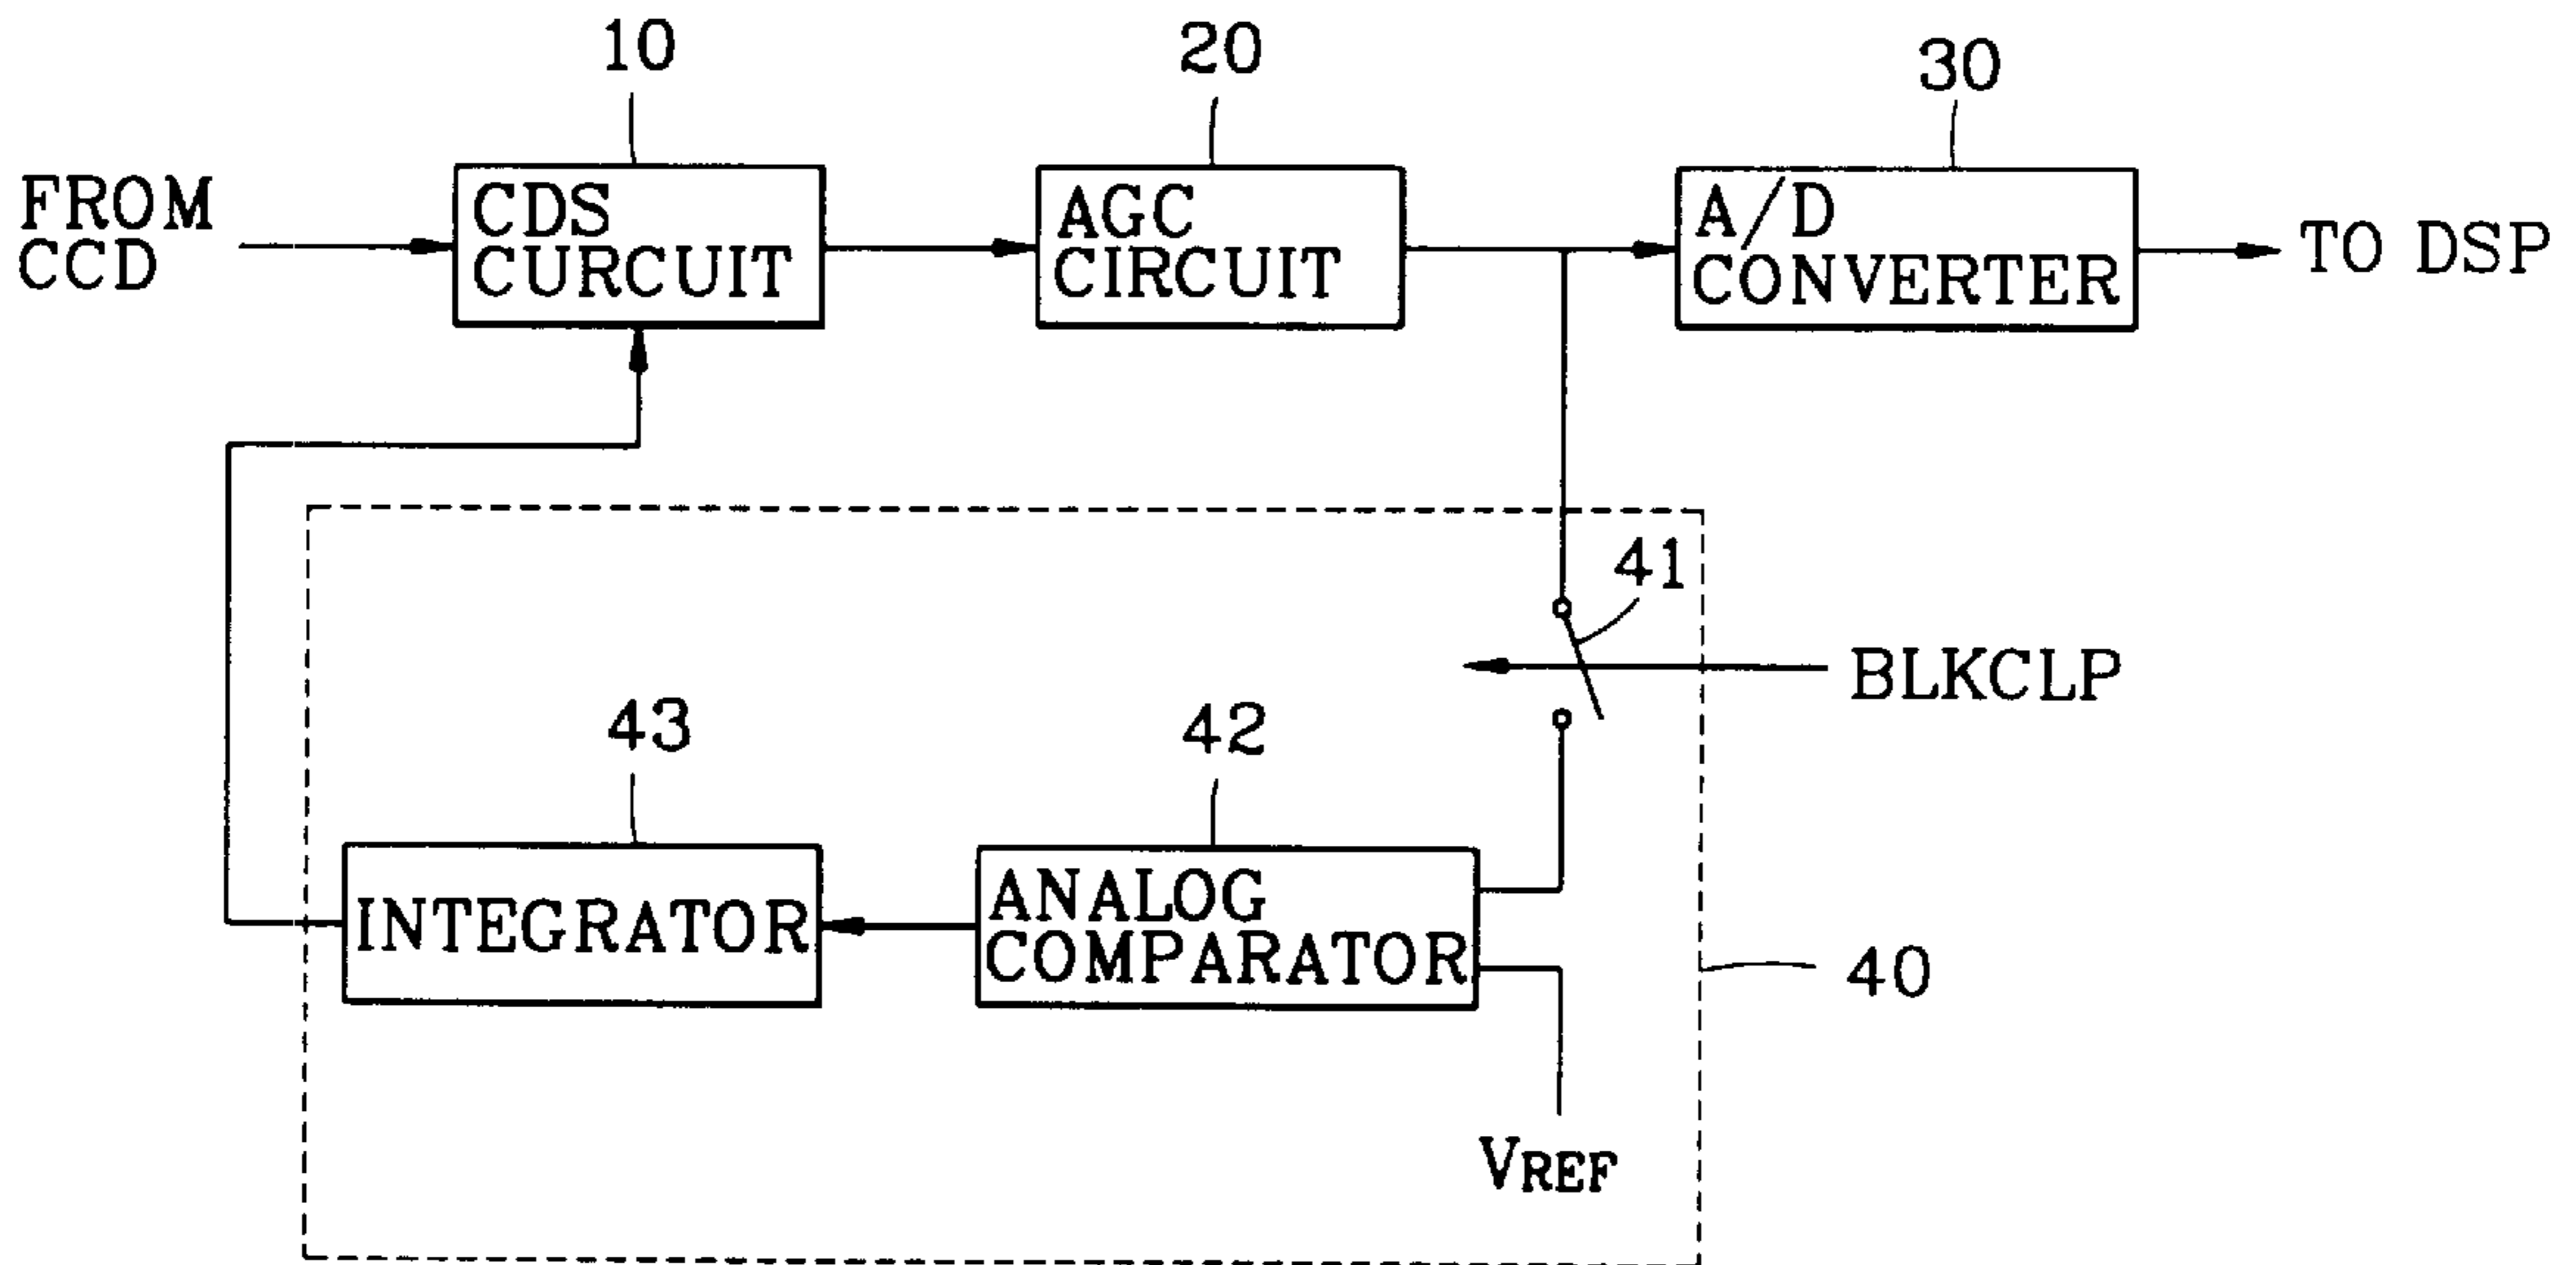 10
20
30
FROM
CCD
CDS
CURCUIT
AGC
CIRCUIT
A/D
CONVERTER
TO DSP
41
BLKCLP
43
42
INTEGRATOR
ANALOG
COMPARATOR
40
VREF